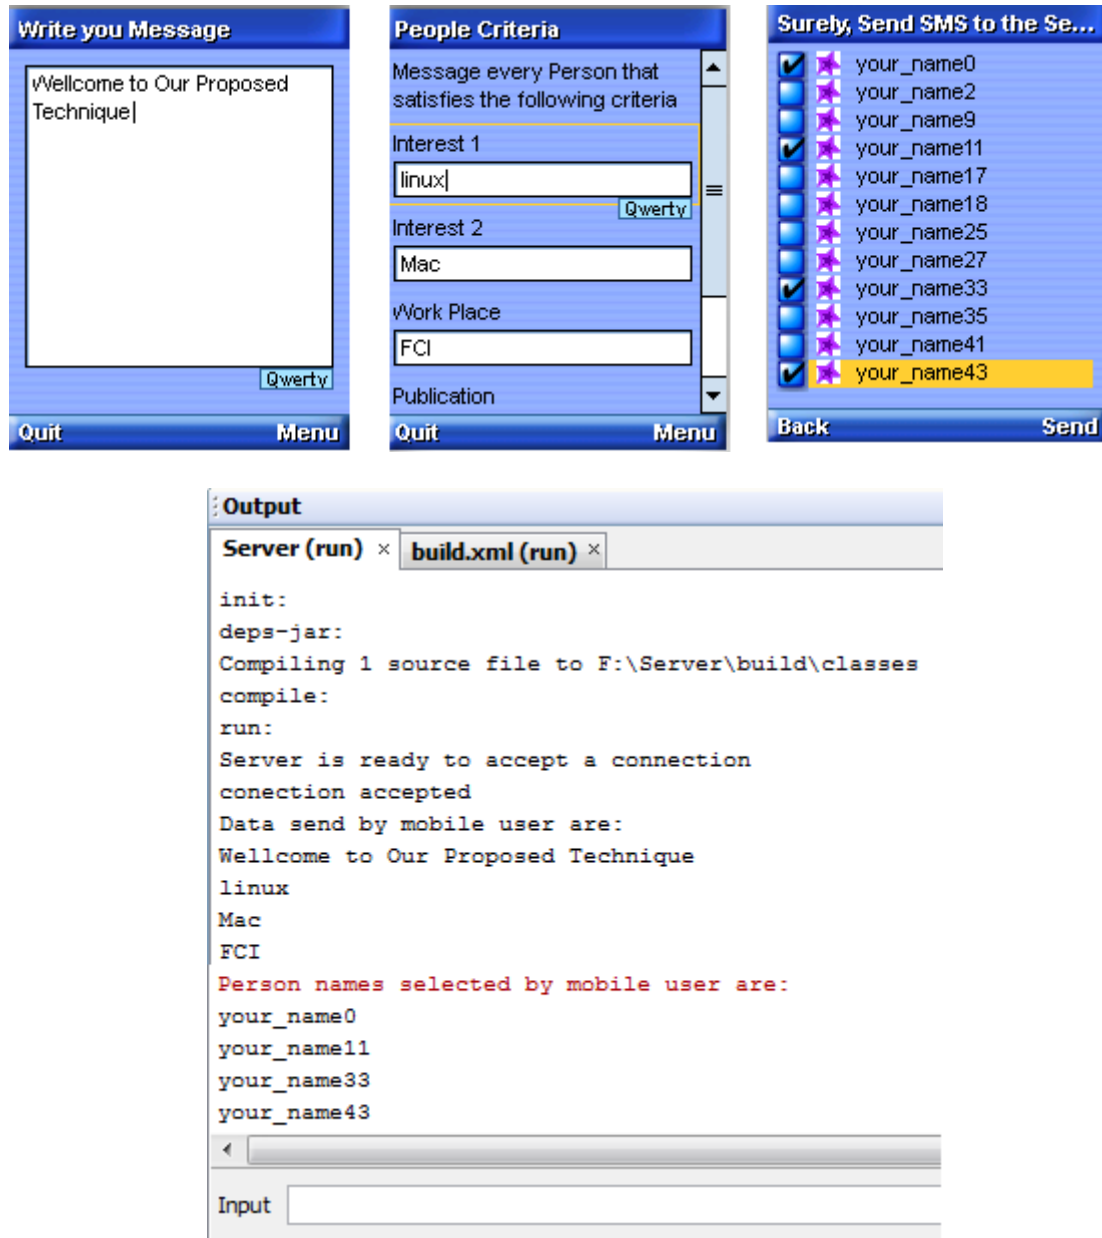 Write you Message
Wellcome to Our Proposed
Technique
Qwerty
Quit Menu
People Criteria
Message every Person that
satisfies the following criteria
Interest 1
linux
Qwerty
Interest 2
Mac
Work Place
FCI
Publication
Quit Menu
Surely, Send SMS to the Se...
your_name0
your_name2
your_name9
your_name11
your_name17
your_name18
your_name25
your_name27
your_name33
your_name35
your_name41
your_name43
Back Send
Output
Server (run) × build.xml (run) ×
init:
deps-jar:
Compiling 1 source file to F:\Server\build\classes
compile:
run:
Server is ready to accept a connection
conection accepted
Data send by mobile user are:
Wellcome to Our Proposed Technique
linux
Mac
FCI
Person names selected by mobile user are:
your_name0
your_name11
your_name33
your_name43
Input